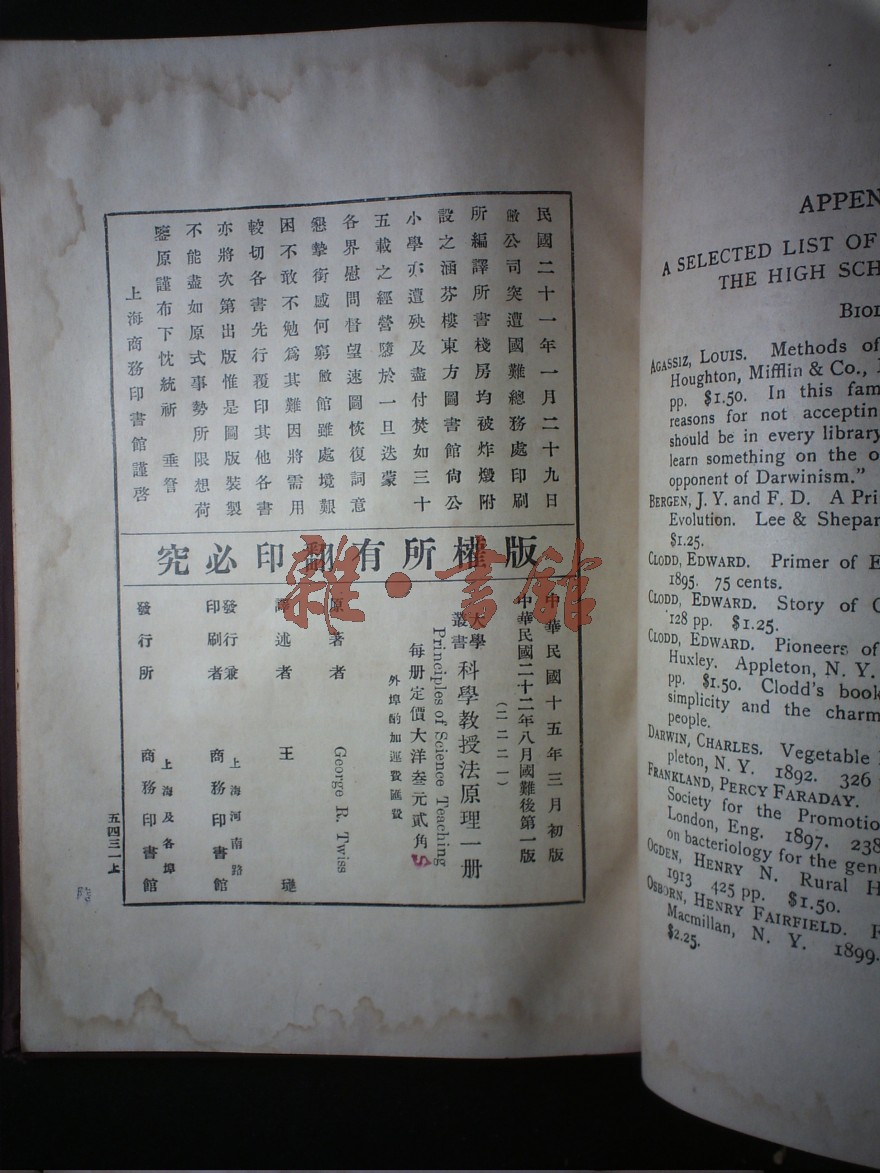 民國二十一年一月二十九日
敝公司突遭國難總務處印刷
所編譯所書棧房均被炸燬附
設之涵芬樓東方圖書館尙公
小學亦遭殃及盡付焚如三十
五載之經營隳於一旦迭蒙
各界慰問督望速圖恢復詞意
懇摯銜感何窮敝館雖處境艱
困不敢不勉爲其難因將需用
較切各書先行覆印其他各書
亦將次第出版惟是圖版裝製
不能盡如原式事勢所限想荷
鑒原謹布下忱統祈 垂詧
上海商務印書館謹啓
版權所有翻印必究
中華民國十五年三月初版
中華民國二十二年八月國難後第一版
(二二二一)
大學叢書 科學教授法原理一册
Principles of Science Teaching
每册定價大洋叁元貳角
外埠酌加運費匯費
原著者 George R. Twiss
譯述者 王璡
發行兼印刷者 上海河南路 商務印書館
發行所 上海及各埠 商務印書館
五四三一上
雜·書館
APPEN
A SELECTED LIST OF
THE HIGH SCH
BIOL
AGASSIZ, LOUIS. Methods of
Houghton, Mifflin & Co.,
pp. $1.50. In this fam
reasons for not acceptin
should be in every library
learn something on the o
opponent of Darwinism."
BERGEN, J. Y. and F. D. A Pri
Evolution. Lee & Shepar
$1.25.
CLODD, EDWARD. Primer of E
1895. 75 cents.
CLODD, EDWARD. Story of C
128 pp. $1.25.
CLODD, EDWARD. Pioneers of
Huxley. Appleton, N. Y.
pp. $1.50. Clodd's book
simplicity and the charm
people.
DARWIN, CHARLES. Vegetable
pleton, N. Y. 1892. 326
FRANKLAND, PERCY FARADAY.
Society for the Promotio
London, Eng. 1897. 238
on bacteriology for the gene
OGDEN, HENRY N. Rural H
1913 425 pp. $1.50.
OSBORN, HENRY FAIRFIELD. F
Macmillan, N. Y. 1899.
$2.25.